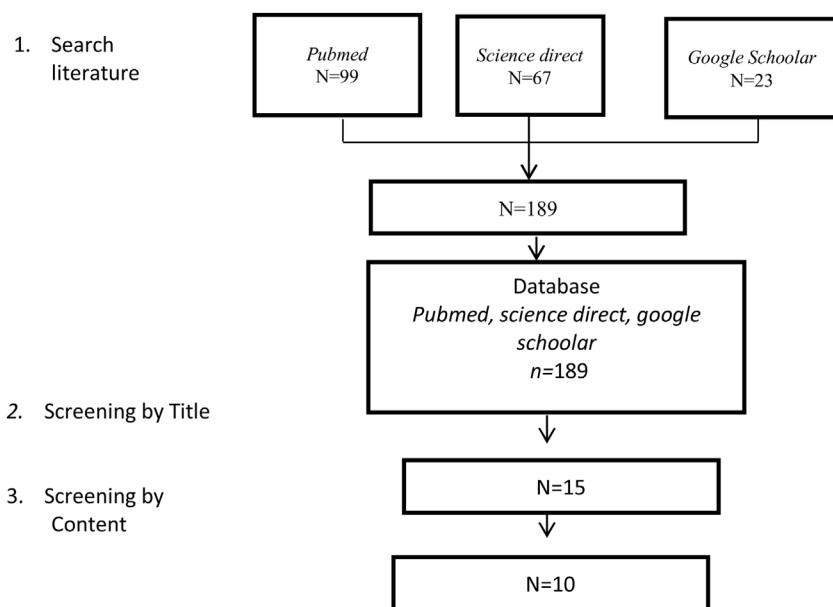 1. Search
literature
Pubmed
N=99
Science direct
N=67
Google Schoolar
N=23
N=189
Database
Pubmed, science direct, google
schoolar
n=189
2. Screening by Title
N=15
3. Screening by
Content
N=10